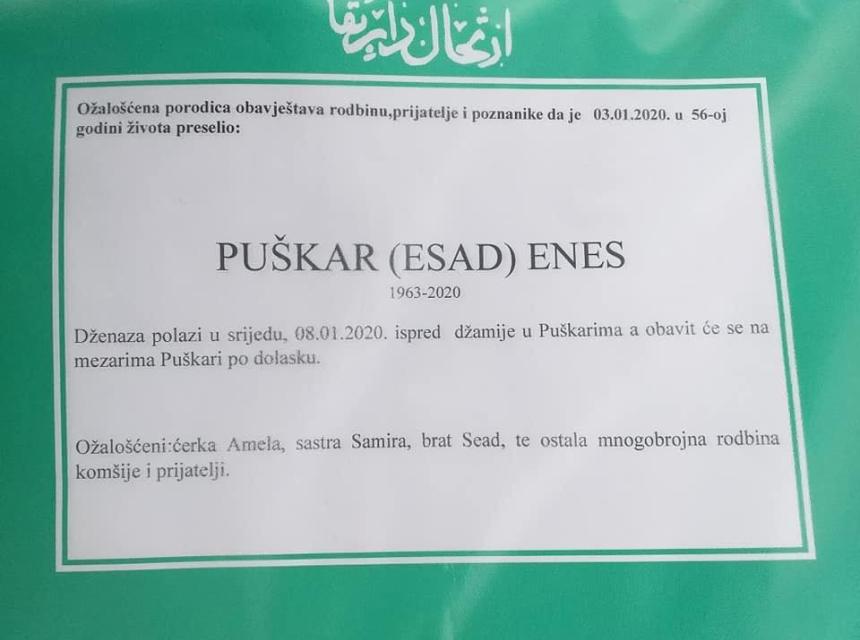 ارتحال دار بقا
Ožalošćena porodica obavještava rodbinu,prijatelje i poznanike da je 03.01.2020. u 56-oj
godini života preselio:
PUŠKAR (ESAD) ENES
1963-2020
Dženaza polazi u srijedu, 08.01.2020. ispred džamije u Puškarima a obavit će se na
mezarima Puškari po dolasku.
Ožalošćeni:ćerka Amela, sastra Samira, brat Sead, te ostala mnogobrojna rodbina
komšije i prijatelji.